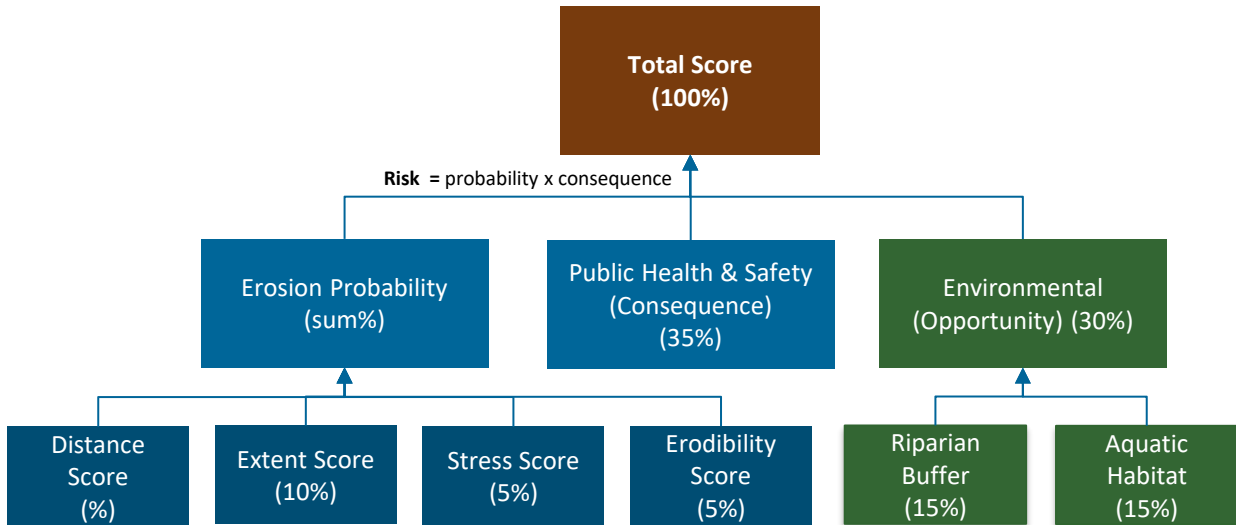 Total Score
(100%)
Risk = probability x consequence
Erosion Probability
(sum%)
Public Health & Safety
(Consequence)
(35%)
Environmental
(Opportunity) (30%)
Distance
Score
(%)
Extent Score
(10%)
Stress Score
(5%)
Erodibility
Score
(5%)
Riparian
Buffer
(15%)
Aquatic
Habitat
(15%)